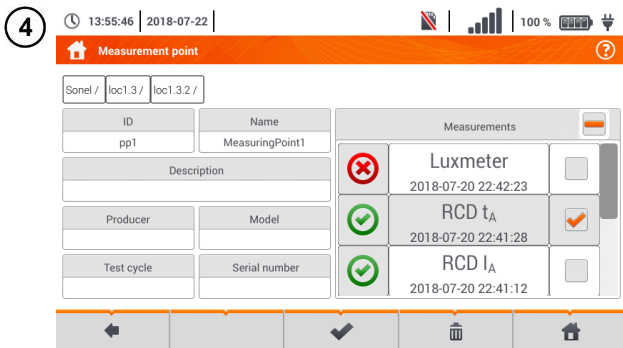 4
13:55:46 2018-07-22 100 %
Measurement point ?
Sonel / loc1.3 / loc1.3.2 /
ID Name
pp1 MeasuringPoint1
Description
Producer Model
Test cycle Serial number
Measurements
Luxmeter
2018-07-20 22:42:23
RCD tA
2018-07-20 22:41:28
RCD IA
2018-07-20 22:41:12